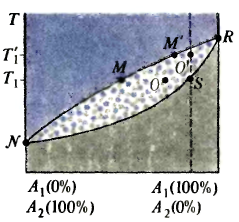 T
R
T′₁
M′
M
O′
T₁
O
S
N
A₁(0%) A₁(100%)
A₂(100%) A₂(0%)